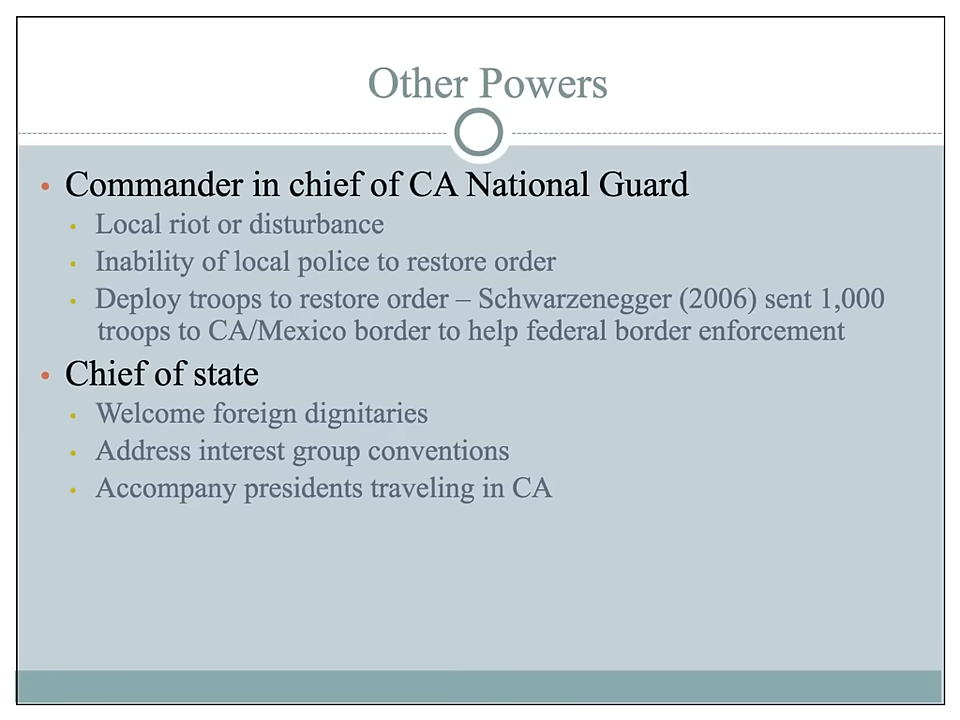 Other Powers
• Commander in chief of CA National Guard
• Local riot or disturbance
• Inability of local police to restore order
• Deploy troops to restore order – Schwarzenegger (2006) sent 1,000
troops to CA/Mexico border to help federal border enforcement
• Chief of state
• Welcome foreign dignitaries
• Address interest group conventions
• Accompany presidents traveling in CA